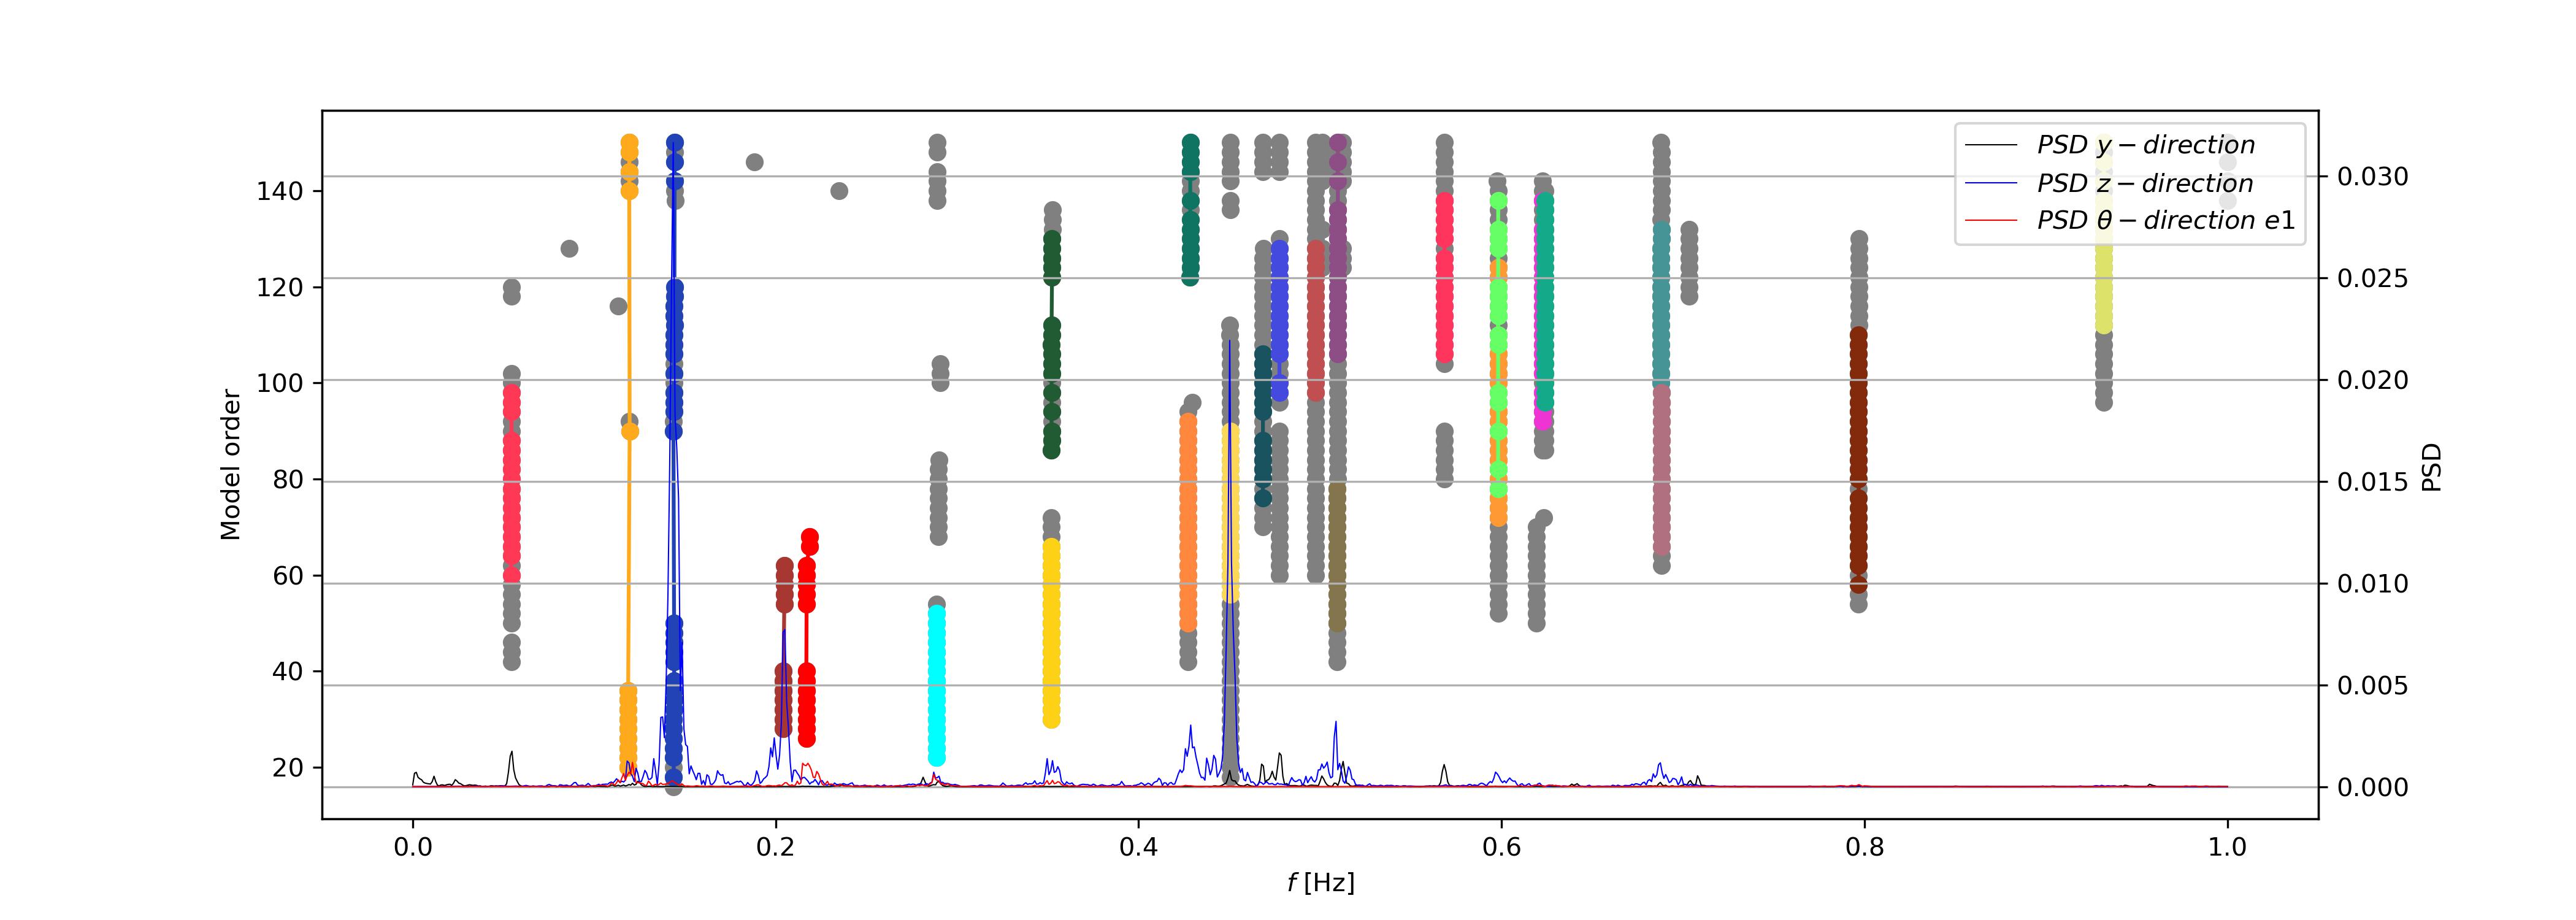 PSD y − direction
PSD z − direction
PSD θ − direction e1
Model order
140
120
100
80
60
40
20
0.030
0.025
0.020
0.015
0.010
0.005
0.000
PSD
0.0 0.2 0.4 0.6 0.8 1.0
f [Hz]